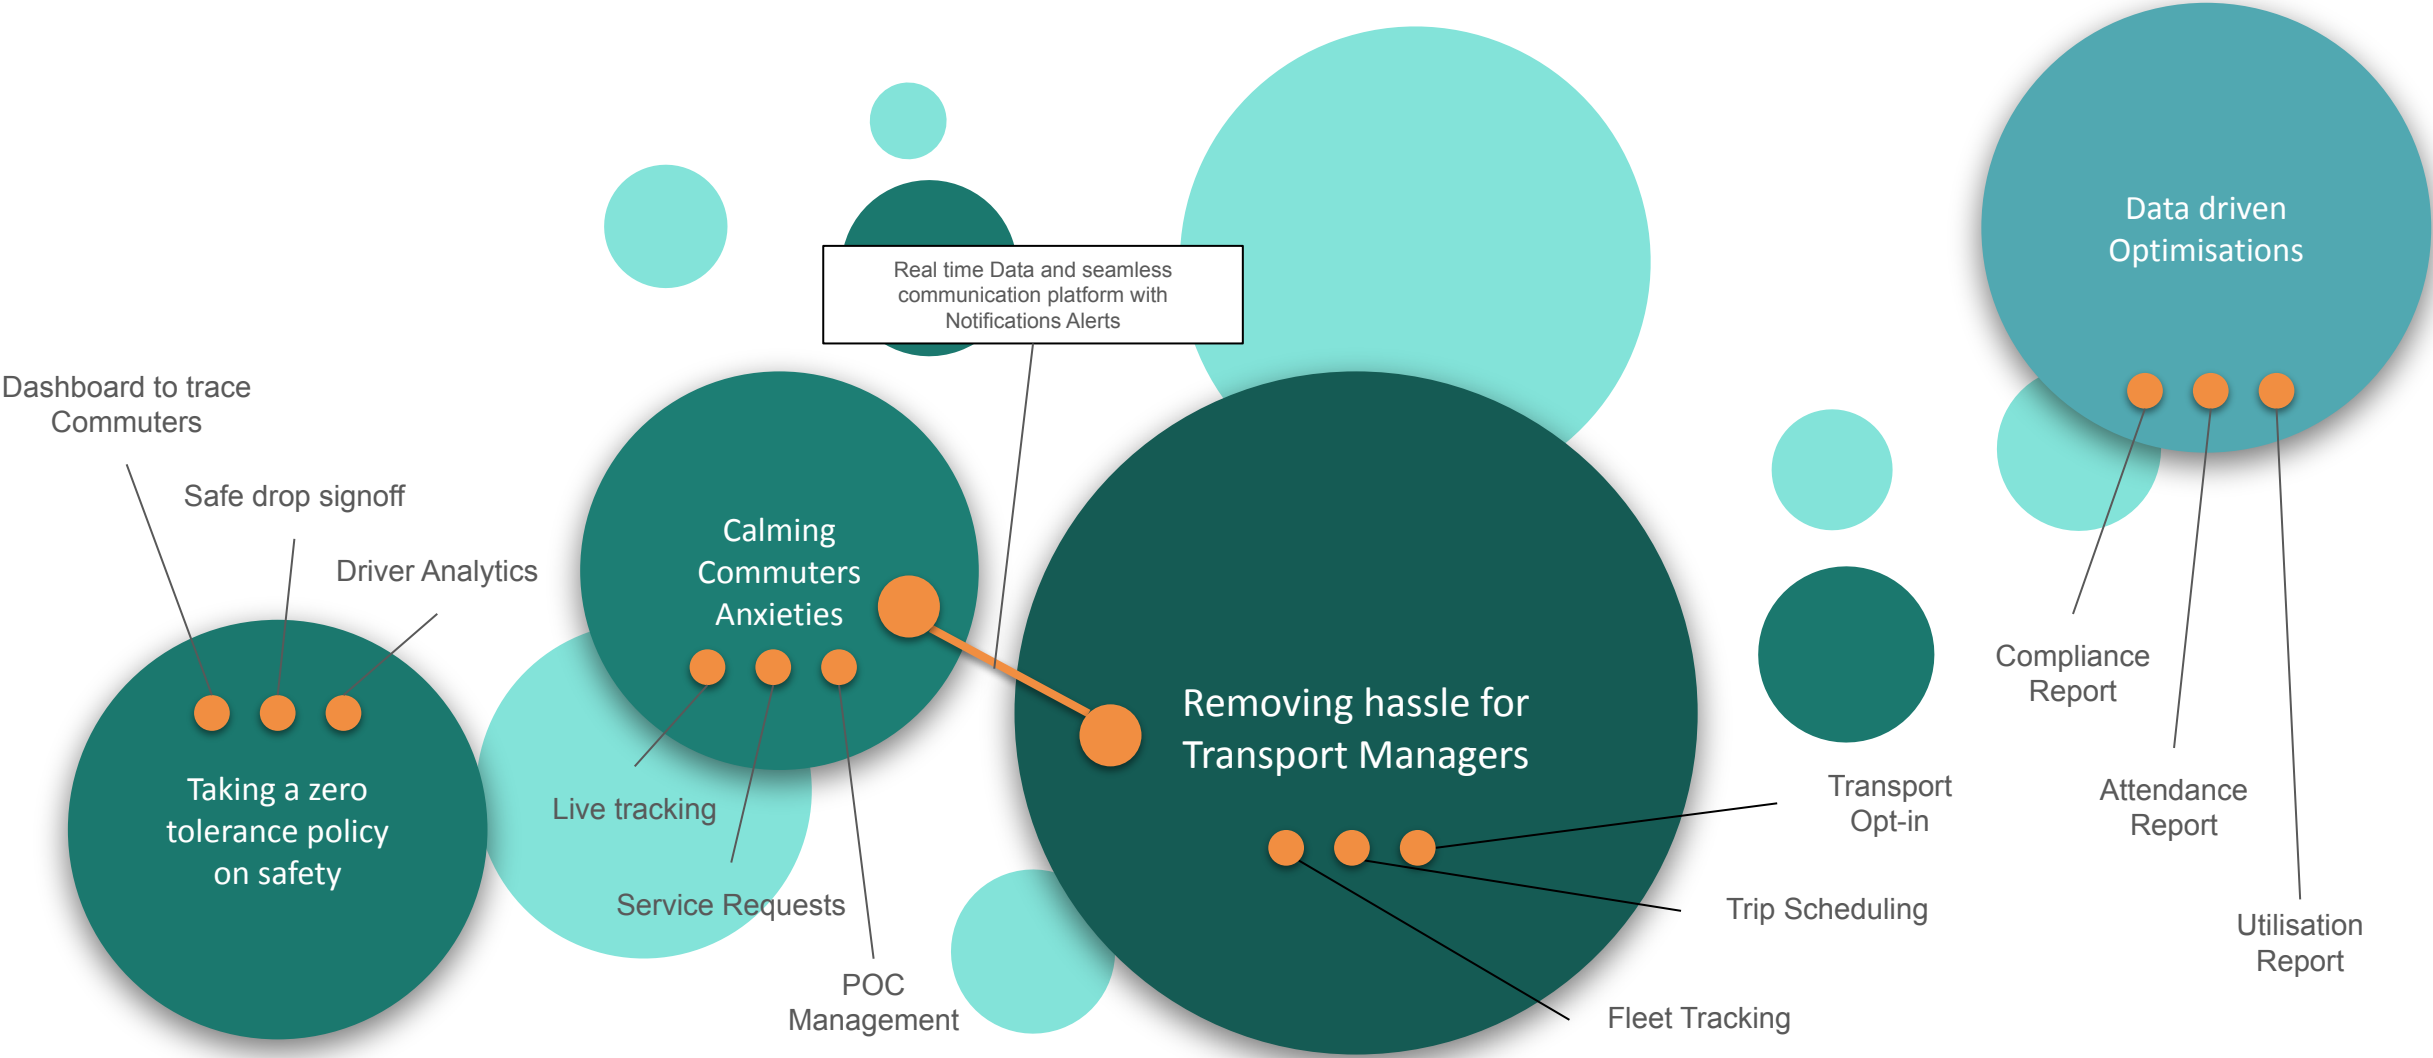 Data driven
Optimisations
Real time Data and seamless
communication platform with
Notifications Alerts
Dashboard to trace
Commuters
Safe drop signoff
Driver Analytics
Calming
Commuters
Anxieties
Removing hassle for
Transport Managers
Taking a zero
tolerance policy
on safety
Live tracking
Service Requests
POC
Management
Transport
Opt-in
Trip Scheduling
Fleet Tracking
Compliance
Report
Attendance
Report
Utilisation
Report